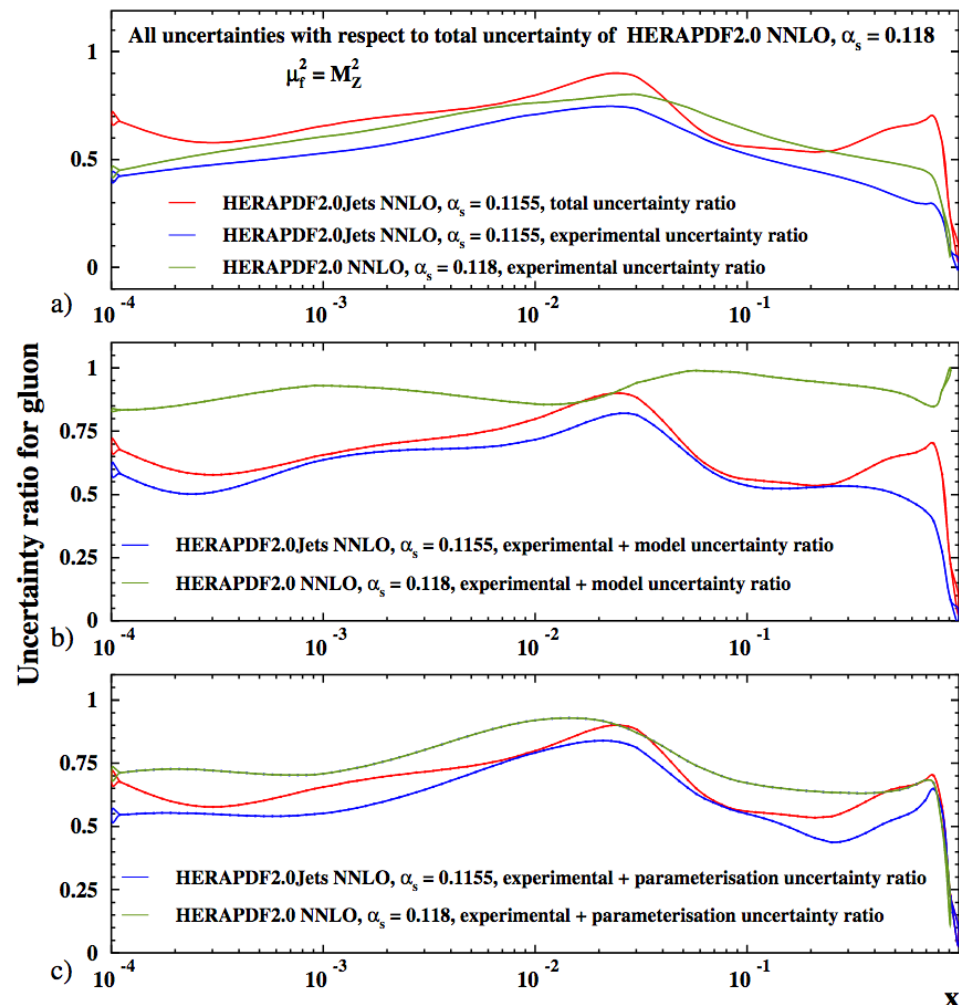 All uncertainties with respect to total uncertainty of HERAPDF2.0 NNLO, αs = 0.118
μf² = MZ²
1
0.5
0
HERAPDF2.0Jets NNLO, αs = 0.1155, total uncertainty ratio
HERAPDF2.0Jets NNLO, αs = 0.1155, experimental uncertainty ratio
HERAPDF2.0 NNLO, αs = 0.118, experimental uncertainty ratio
a)
10⁻⁴ 10⁻³ 10⁻² 10⁻¹
Uncertainty ratio for gluon
1
0.75
0.5
0.25
0
HERAPDF2.0Jets NNLO, αs = 0.1155, experimental + model uncertainty ratio
HERAPDF2.0 NNLO, αs = 0.118, experimental + model uncertainty ratio
b)
10⁻⁴ 10⁻³ 10⁻² 10⁻¹
1
0.75
0.5
0.25
0
HERAPDF2.0Jets NNLO, αs = 0.1155, experimental + parameterisation uncertainty ratio
HERAPDF2.0 NNLO, αs = 0.118, experimental + parameterisation uncertainty ratio
c)
10⁻⁴ 10⁻³ 10⁻² 10⁻¹
x